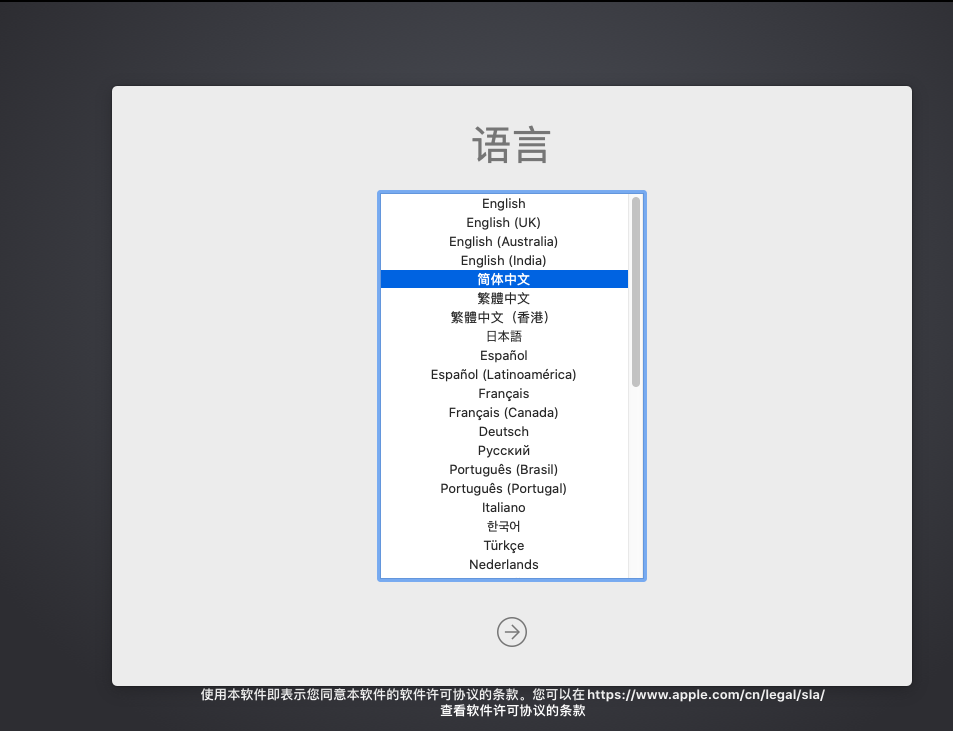 语言
English
English (UK)
English (Australia)
English (India)
简体中文
繁體中文
繁體中文（香港）
日本語
Español
Español (Latinoamérica)
Français
Français (Canada)
Deutsch
Русский
Português (Brasil)
Português (Portugal)
Italiano
한국어
Türkçe
Nederlands
使用本软件即表示您同意本软件的软件许可协议的条款。您可以在 https://www.apple.com/cn/legal/sla/
查看软件许可协议的条款